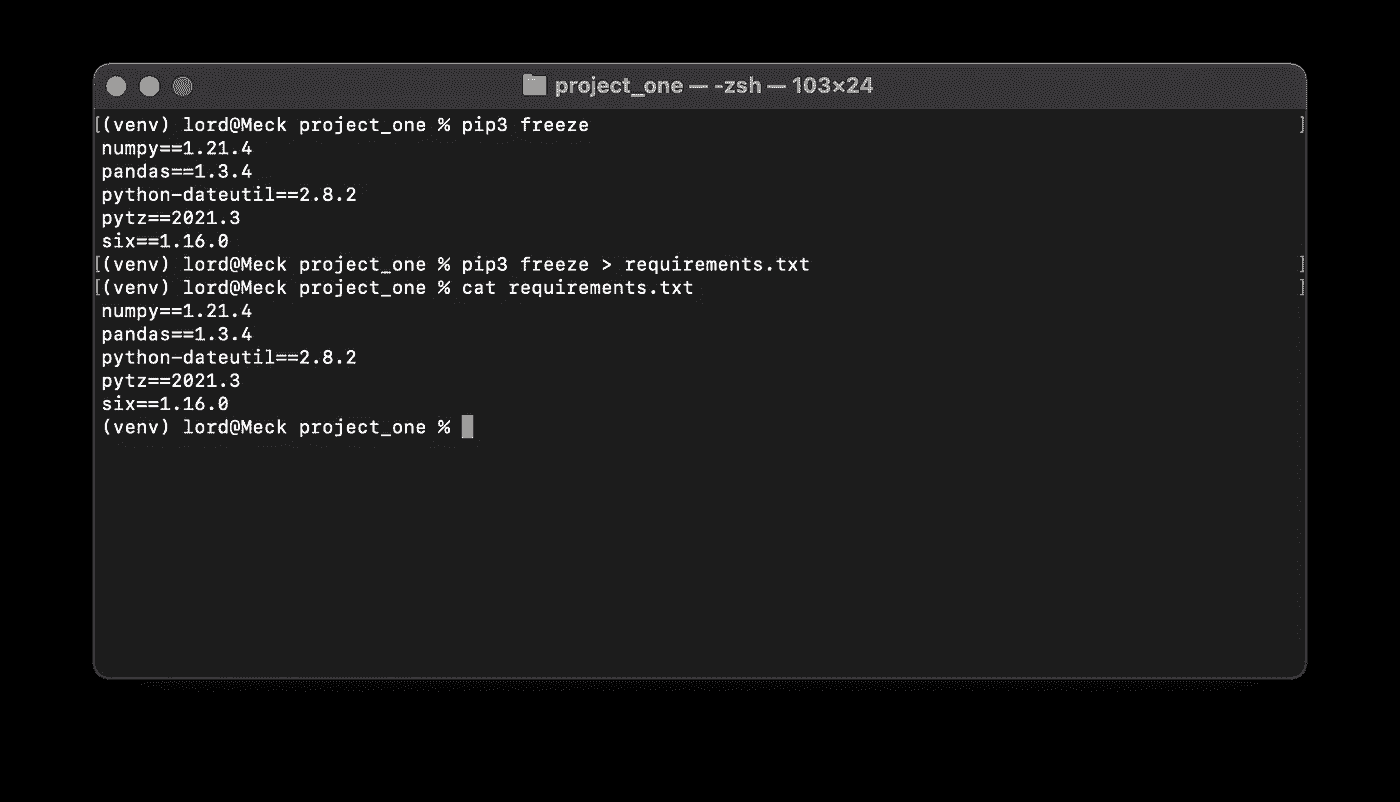 project_one — -zsh — 103×24
[(venv) lord@Meck project_one % pip3 freeze ]
numpy==1.21.4
pandas==1.3.4
python-dateutil==2.8.2
pytz==2021.3
six==1.16.0
[(venv) lord@Meck project_one % pip3 freeze > requirements.txt ]
[(venv) lord@Meck project_one % cat requirements.txt ]
numpy==1.21.4
pandas==1.3.4
python-dateutil==2.8.2
pytz==2021.3
six==1.16.0
(venv) lord@Meck project_one %